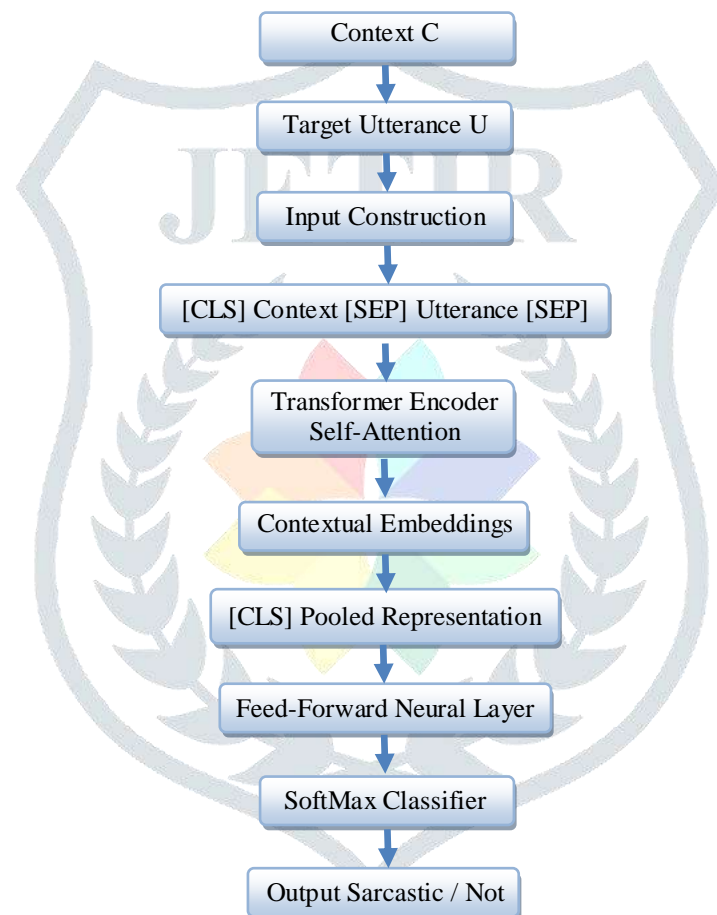 Context C
Target Utterance U
JETIR
Input Construction
[CLS] Context [SEP] Utterance [SEP]
Transformer Encoder
Self-Attention
Contextual Embeddings
[CLS] Pooled Representation
Feed-Forward Neural Layer
SoftMax Classifier
Output Sarcastic / Not